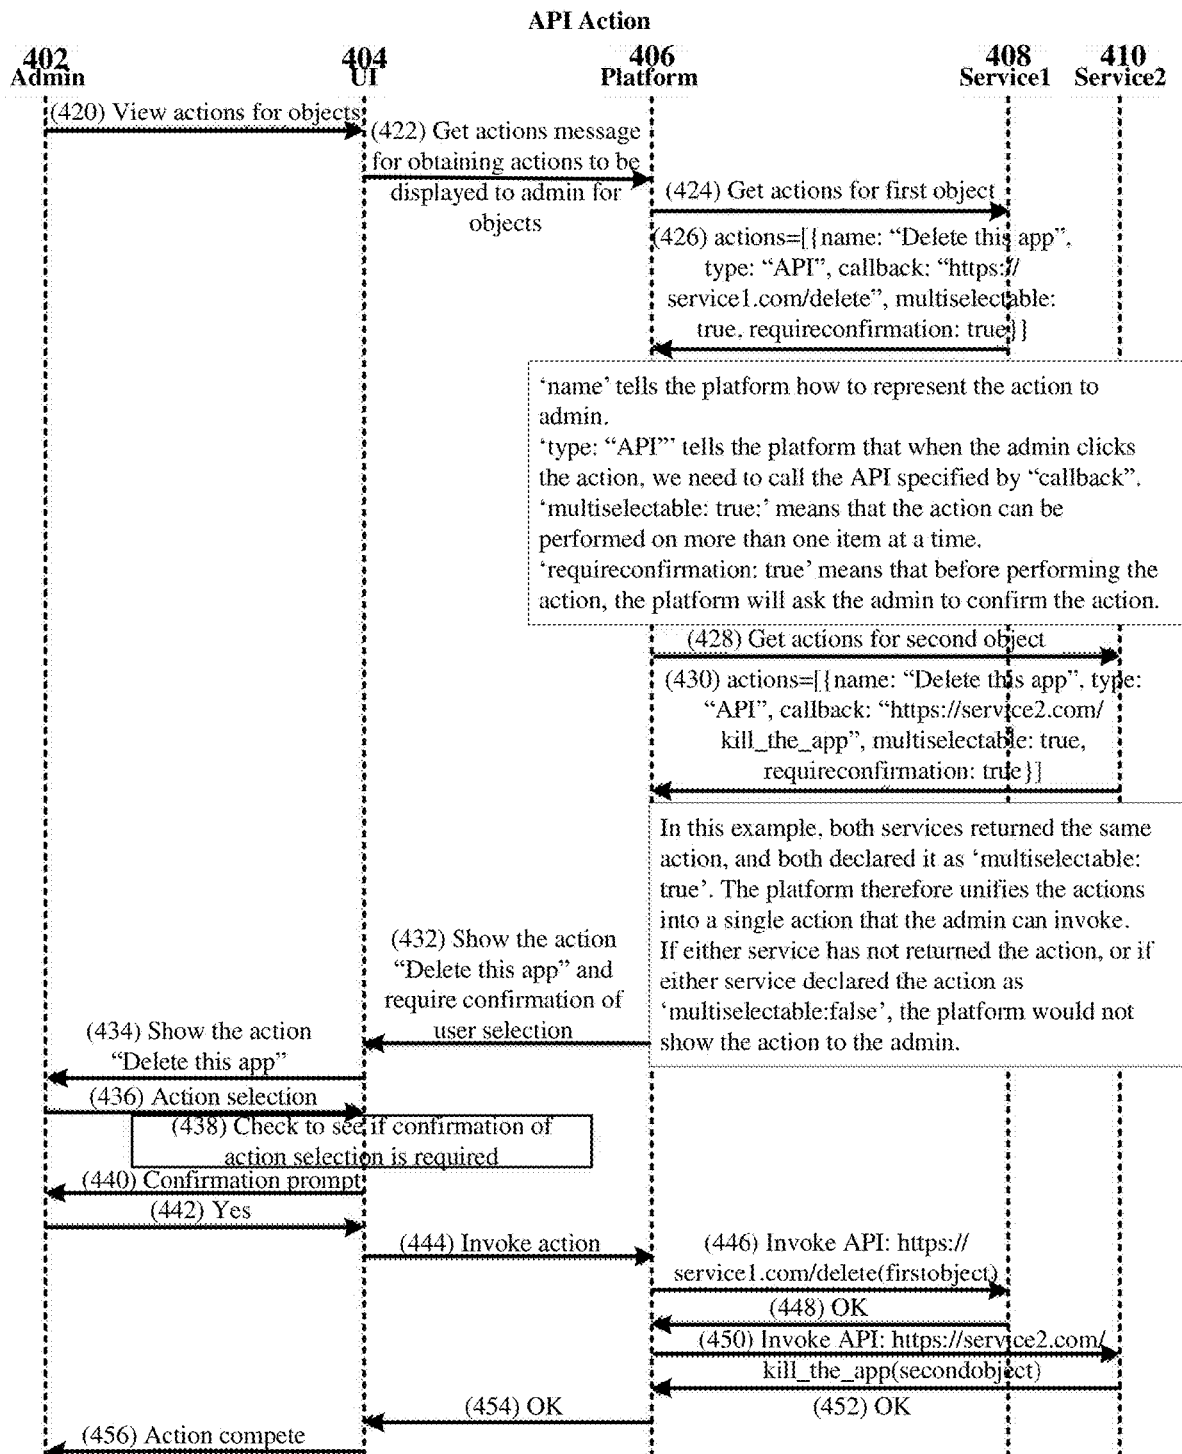 API Action
402 404 406 408 410
Admin UI Platform Service1 Service2
(420) View actions for objects
(422) Get actions message
for obtaining actions to be
displayed to admin for
objects
(424) Get actions for first object
(426) actions=[{name: “Delete this app”,
type: “API”, callback: “https://
service1.com/delete”, multiselectable:
true, requireconfirmation: true}]
‘name’ tells the platform how to represent the action to
admin.
‘type: “API”’ tells the platform that when the admin clicks
the action, we need to call the API specified by “callback”.
‘multiselectable: true;’ means that the action can be
performed on more than one item at a time.
‘requireconfirmation: true’ means that before performing the
action, the platform will ask the admin to confirm the action.
(428) Get actions for second object
(430) actions=[{name: “Delete this app”, type:
“API”, callback: “https://service2.com/
kill_the_app”, multiselectable: true,
requireconfirmation: true}]
In this example, both services returned the same
action, and both declared it as ‘multiselectable:
true’. The platform therefore unifies the actions
into a single action that the admin can invoke.
If either service has not returned the action, or if
either service declared the action as
‘multiselectable:false’, the platform would not
show the action to the admin.
(432) Show the action
“Delete this app” and
require confirmation of
user selection
(434) Show the action
“Delete this app”
(436) Action selection
(438) Check to see if confirmation of
action selection is required
(440) Confirmation prompt
(442) Yes
(444) Invoke action
(446) Invoke API: https://
service1.com/delete(firstobject)
(448) OK
(450) Invoke API: https://service2.com/
kill_the_app(secondobject)
(452) OK
(454) OK
(456) Action compete